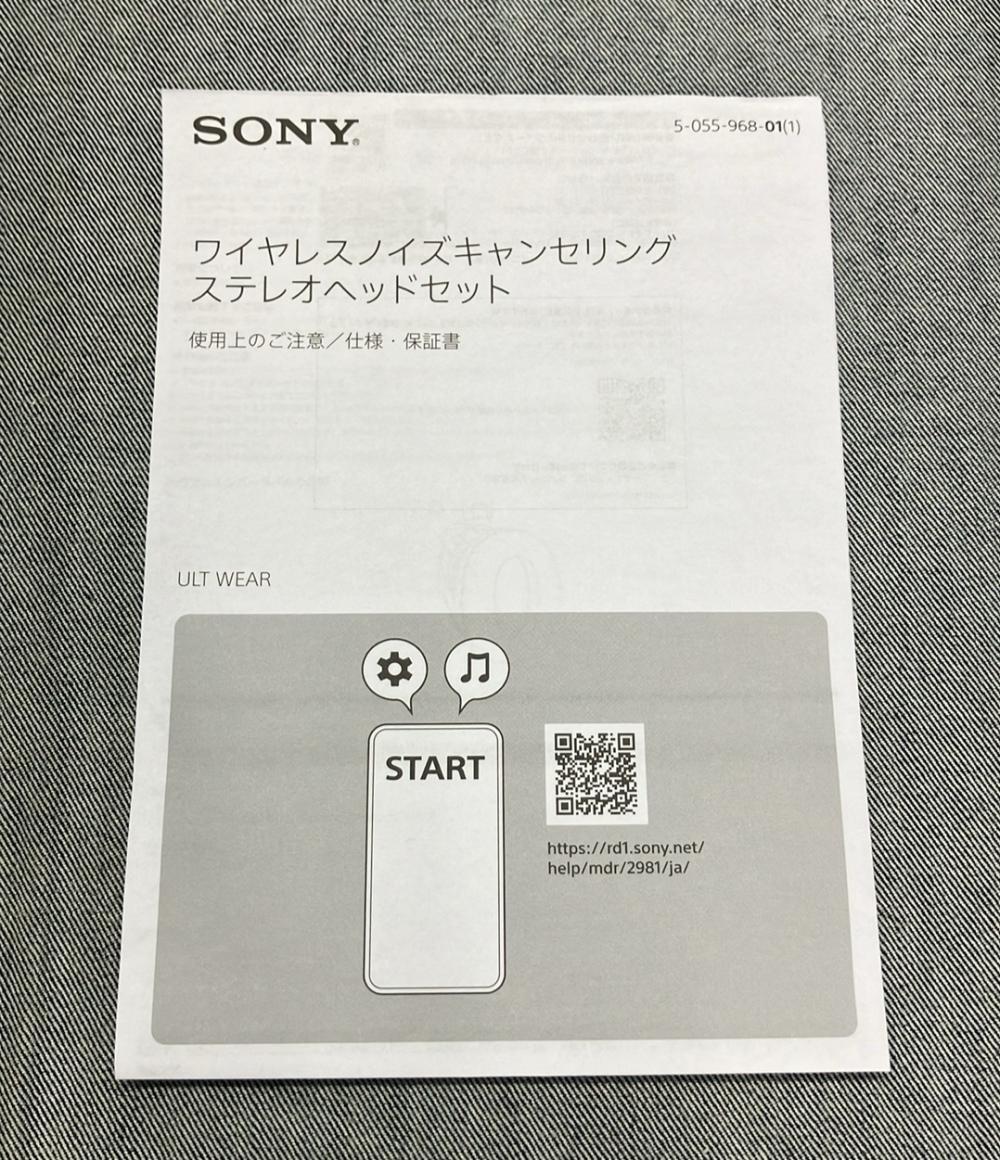 SONY®
5-055-968-01(1)
ワイヤレスノイズキャンセリング
ステレオヘッドセット
使用上のご注意／仕様・保証書
ULT WEAR
START
https://rd1.sony.net/
help/mdr/2981/ja/